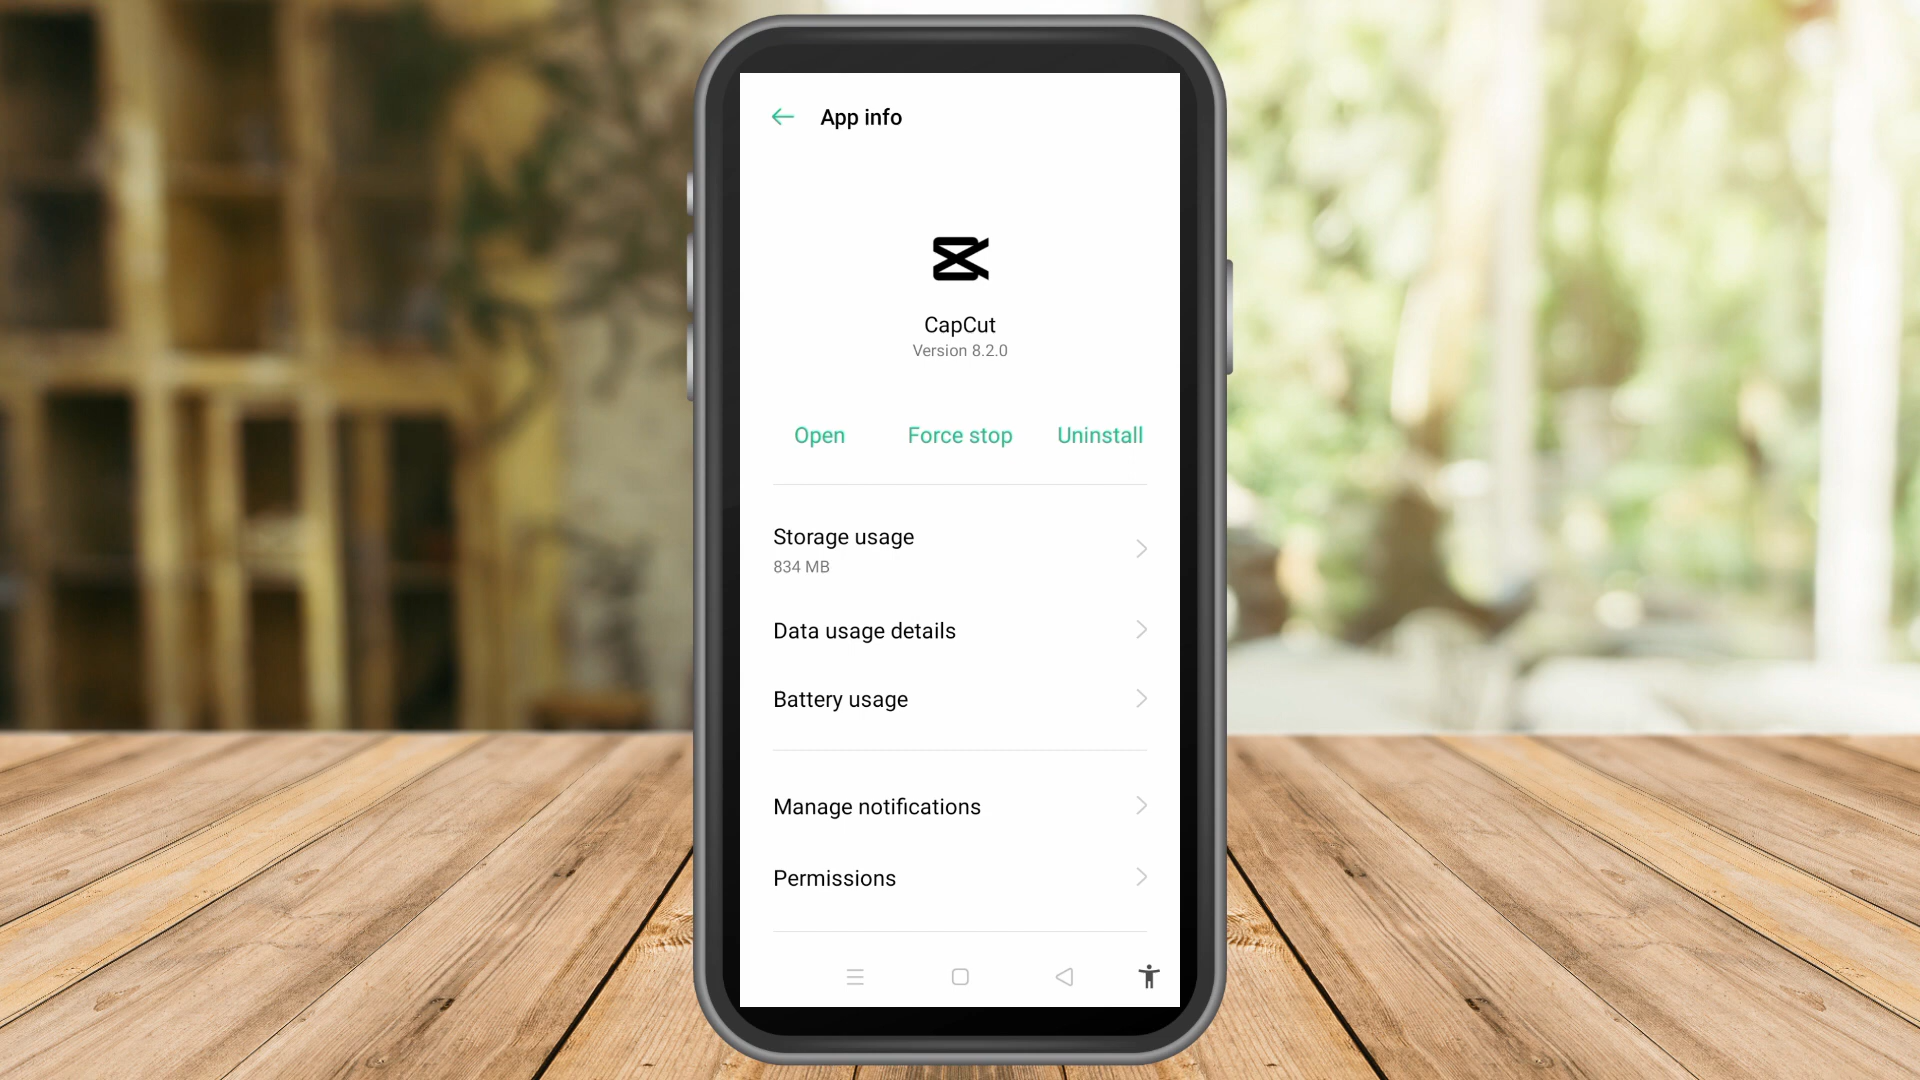 App info
CapCut
Version 8.2.0
Open
Force stop
Uninstall
Storage usage
834 MB
Data usage details
Battery usage
Manage notifications
Permissions